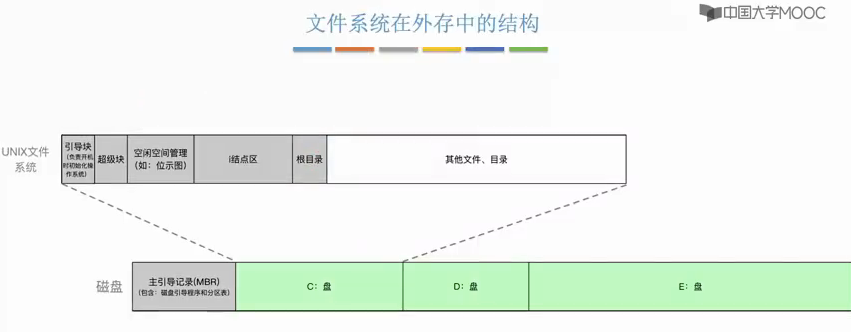 中国大学MOOC
文件系统在外存中的结构
UNIX文件
系统
引导块
(负责开机
时初始化操
作系统)
超级块
空闲空间管理
(如：位示图)
i结点区
根目录
其他文件、目录
磁盘
主引导记录(MBR)
(包含：磁盘引导程序和分区表)
C：盘
D：盘
E：盘